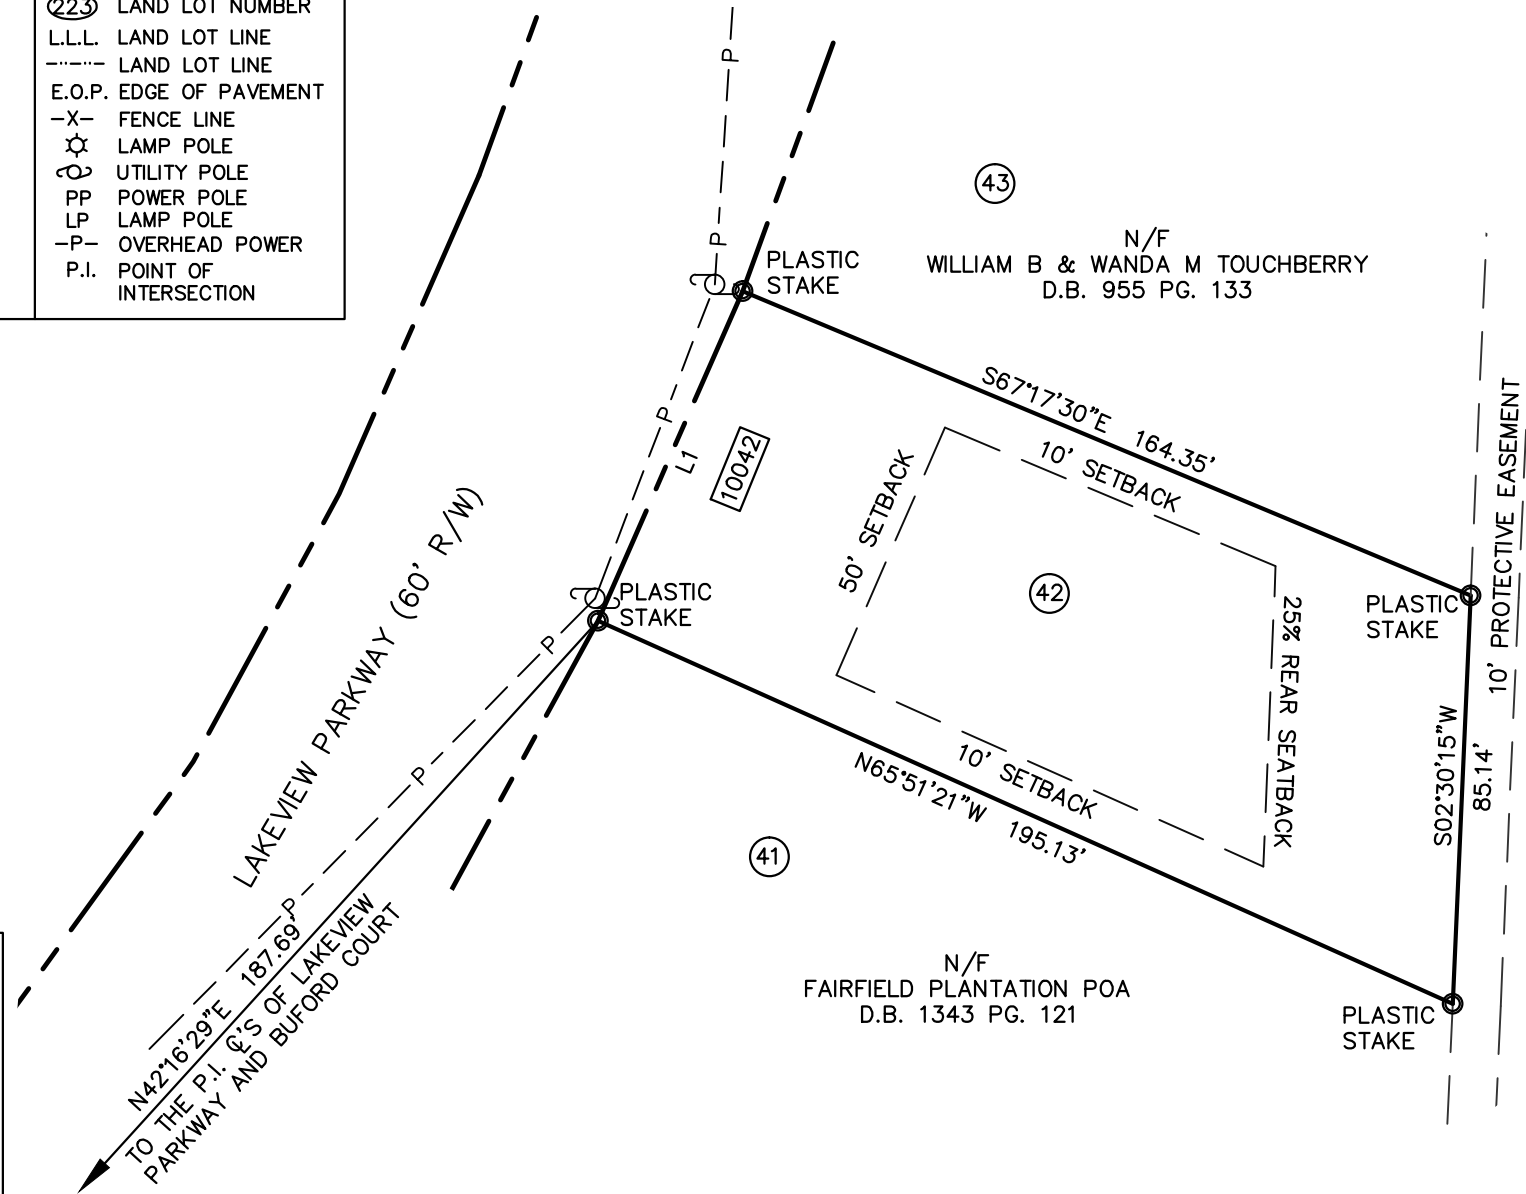 223 LAND LOT NUMBER
L.L.L. LAND LOT LINE
LAND LOT LINE
E.O.P. EDGE OF PAVEMENT
-X- FENCE LINE
LAMP POLE
UTILITY POLE
PP POWER POLE
LP LAMP POLE
-P- OVERHEAD POWER
P.I. POINT OF
INTERSECTION
P
P
P
P
P
P
43
N/F
WILLIAM B & WANDA M TOUCHBERRY
D.B. 955 PG. 133
PLASTIC
STAKE
S67°17'30"E 164.35'
10' SETBACK
L1
10042
50' SETBACK
42
25% REAR SEATBACK
10' SETBACK
N65°51'21"W 195.13'
PLASTIC
STAKE
PLASTIC
STAKE
S02°30'15"W
85.14'
10' PROTECTIVE EASEMENT
LAKEVIEW PARKWAY (60' R/W)
41
N/F
FAIRFIELD PLANTATION POA
D.B. 1343 PG. 121
PLASTIC
STAKE
N42°16'29"E 187.69'
TO THE P.I. ℄'S OF LAKEVIEW
PARKWAY AND BUFORD COURT